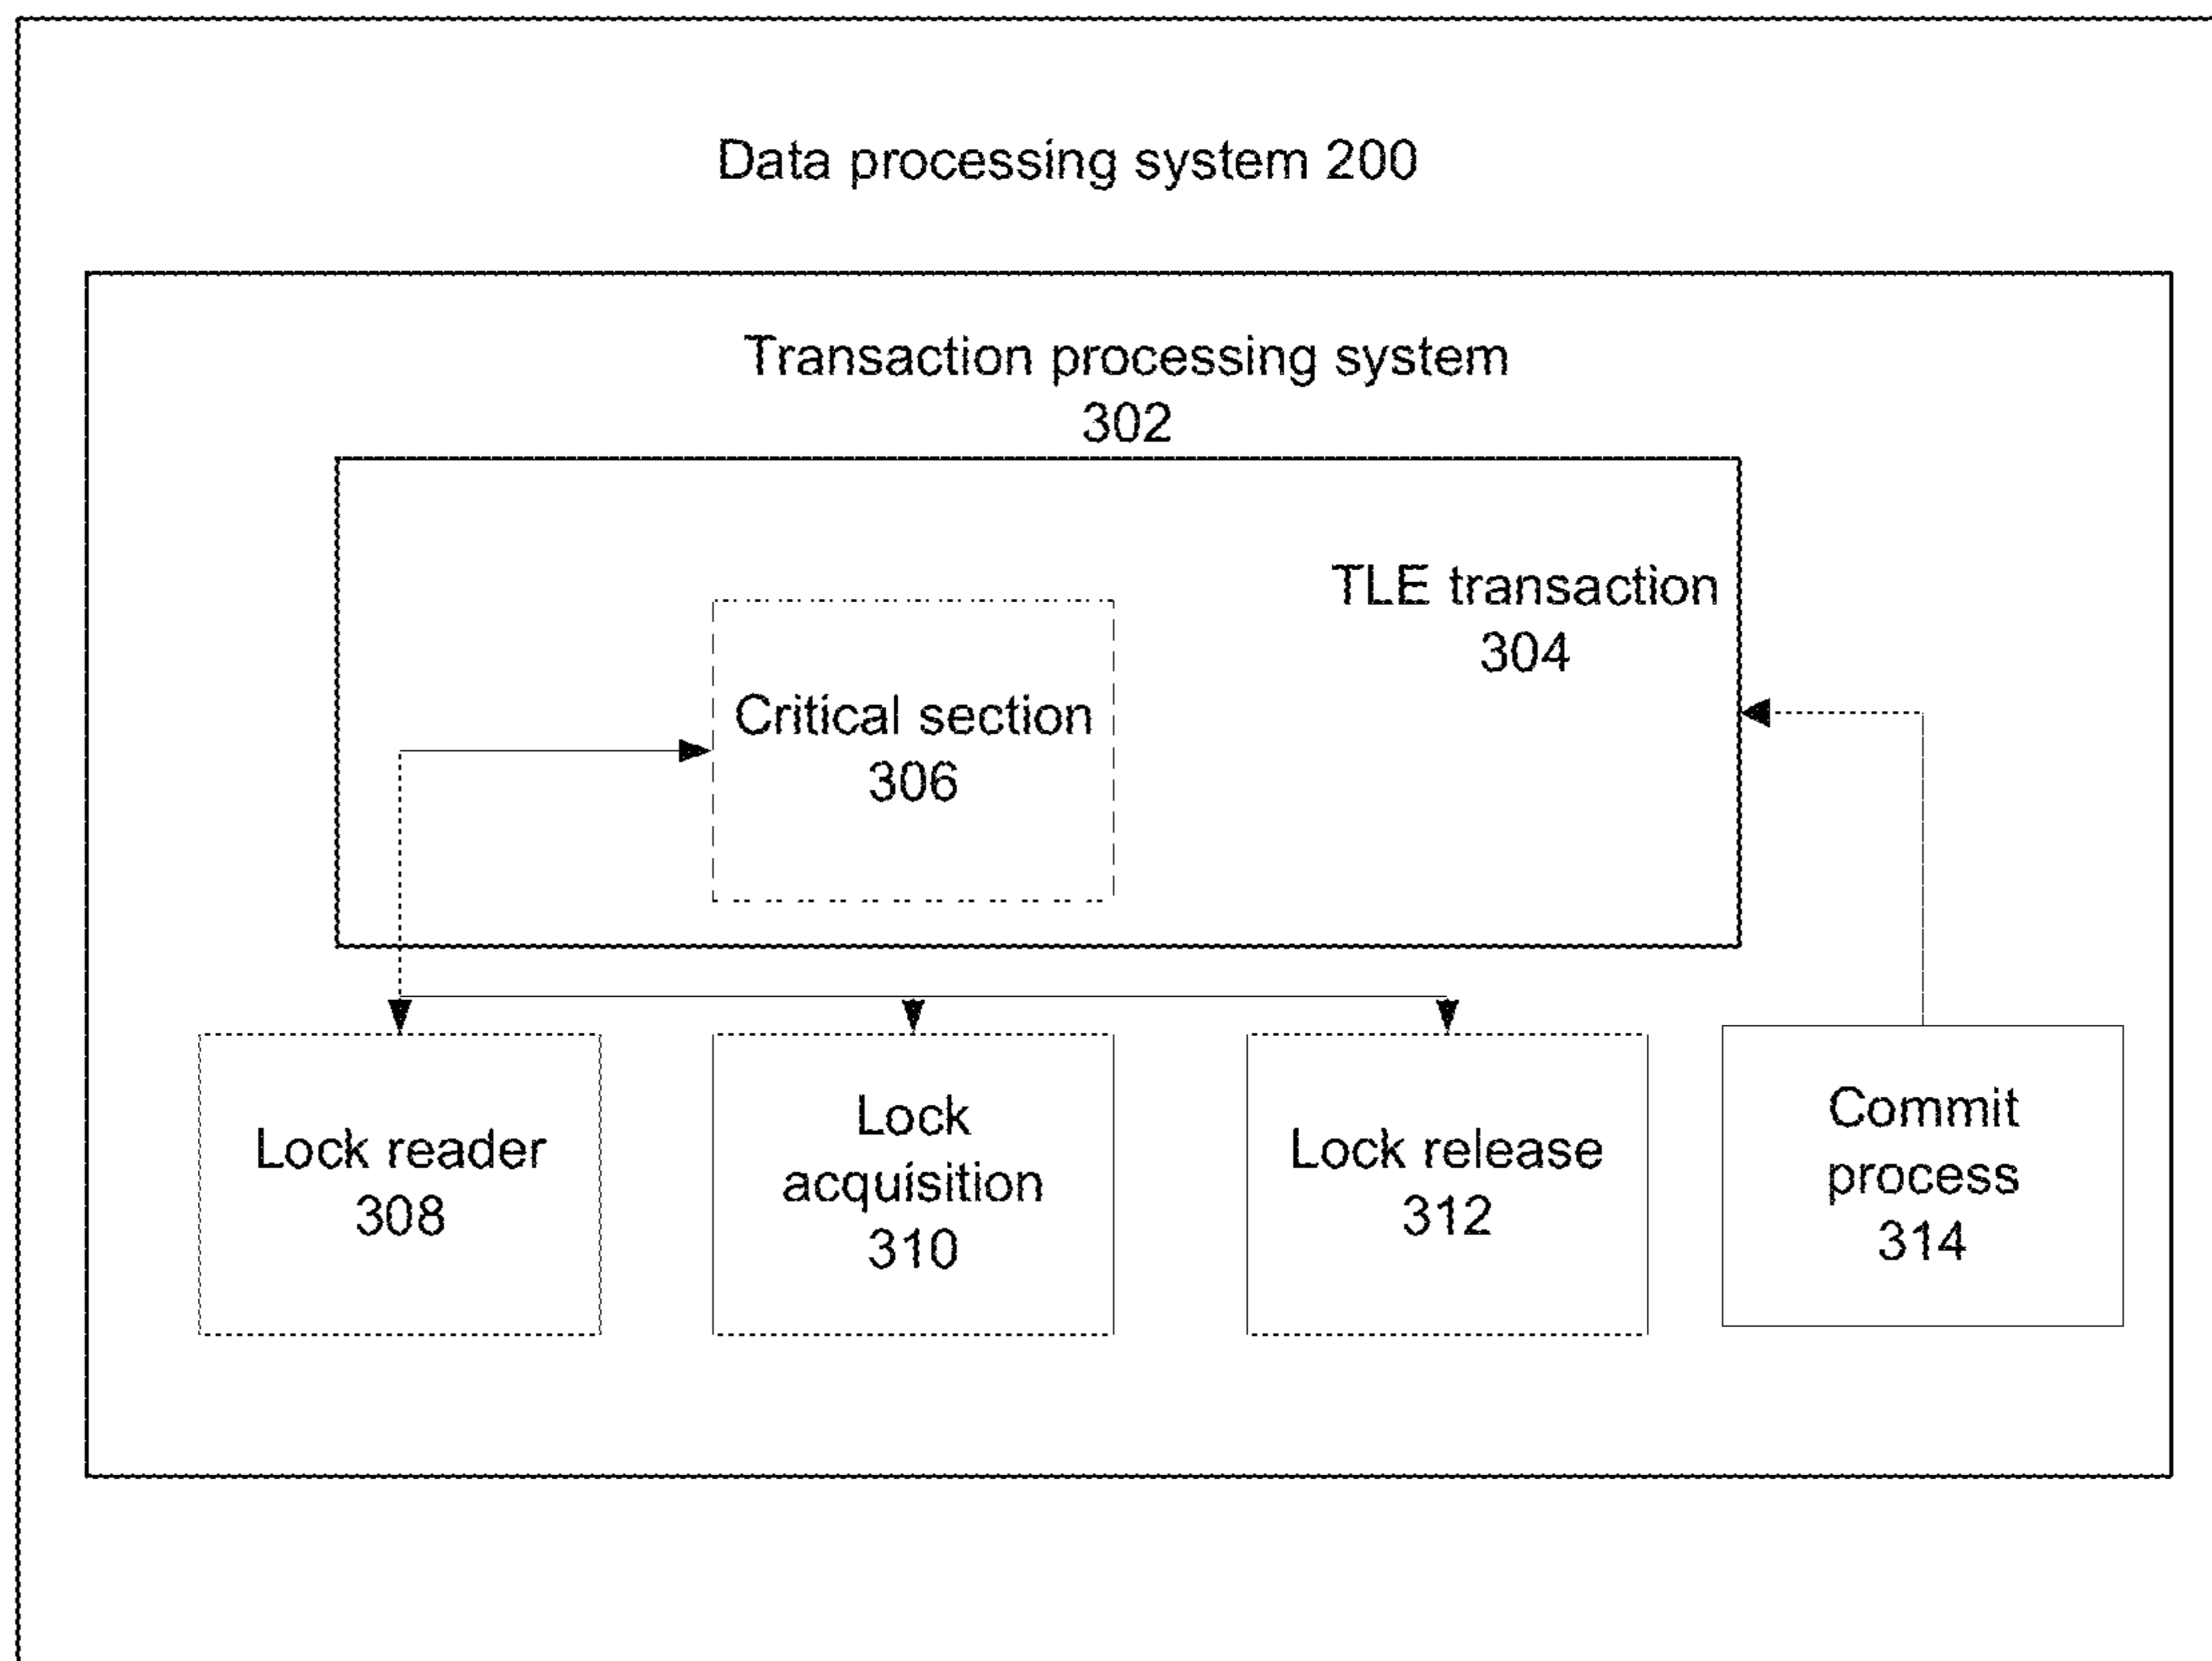 Data processing system 200
Transaction processing system
302
TLE transaction
304
Critical section
306
Lock reader
308
Lock
acquisition
310
Lock release
312
Commit
process
314